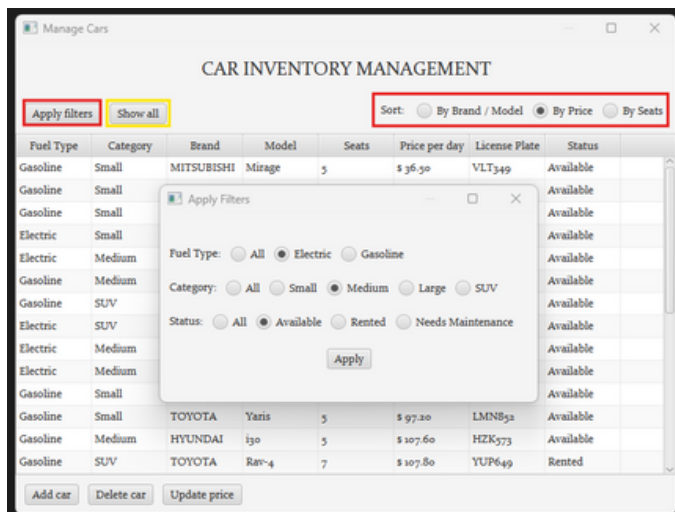 Manage Cars
CAR INVENTORY MANAGEMENT
Apply filters Show all Sort: By Brand / Model By Price By Seats
Fuel Type Category Brand Model Seats Price per day License Plate Status
Gasoline Small MITSUBISHI Mirage 5 $ 36.50 VLT349 Available
Gasoline Small Available
Gasoline Small Available
Electric Small Available
Electric Medium Available
Gasoline Medium Available
Gasoline SUV Available
Electric SUV Available
Electric Medium Available
Electric Medium Available
Gasoline Small Available
Apply Filters
Fuel Type: All Electric Gasoline
Category: All Small Medium Large SUV
Status: All Available Rented Needs Maintenance
Apply
Gasoline Small TOYOTA Yaris 5 $ 97.20 LMN852 Available
Gasoline Medium HYUNDAI i30 5 $ 107.60 HZK573 Available
Gasoline SUV TOYOTA Rav-4 7 $ 107.80 YUP649 Rented
Add car Delete car Update price